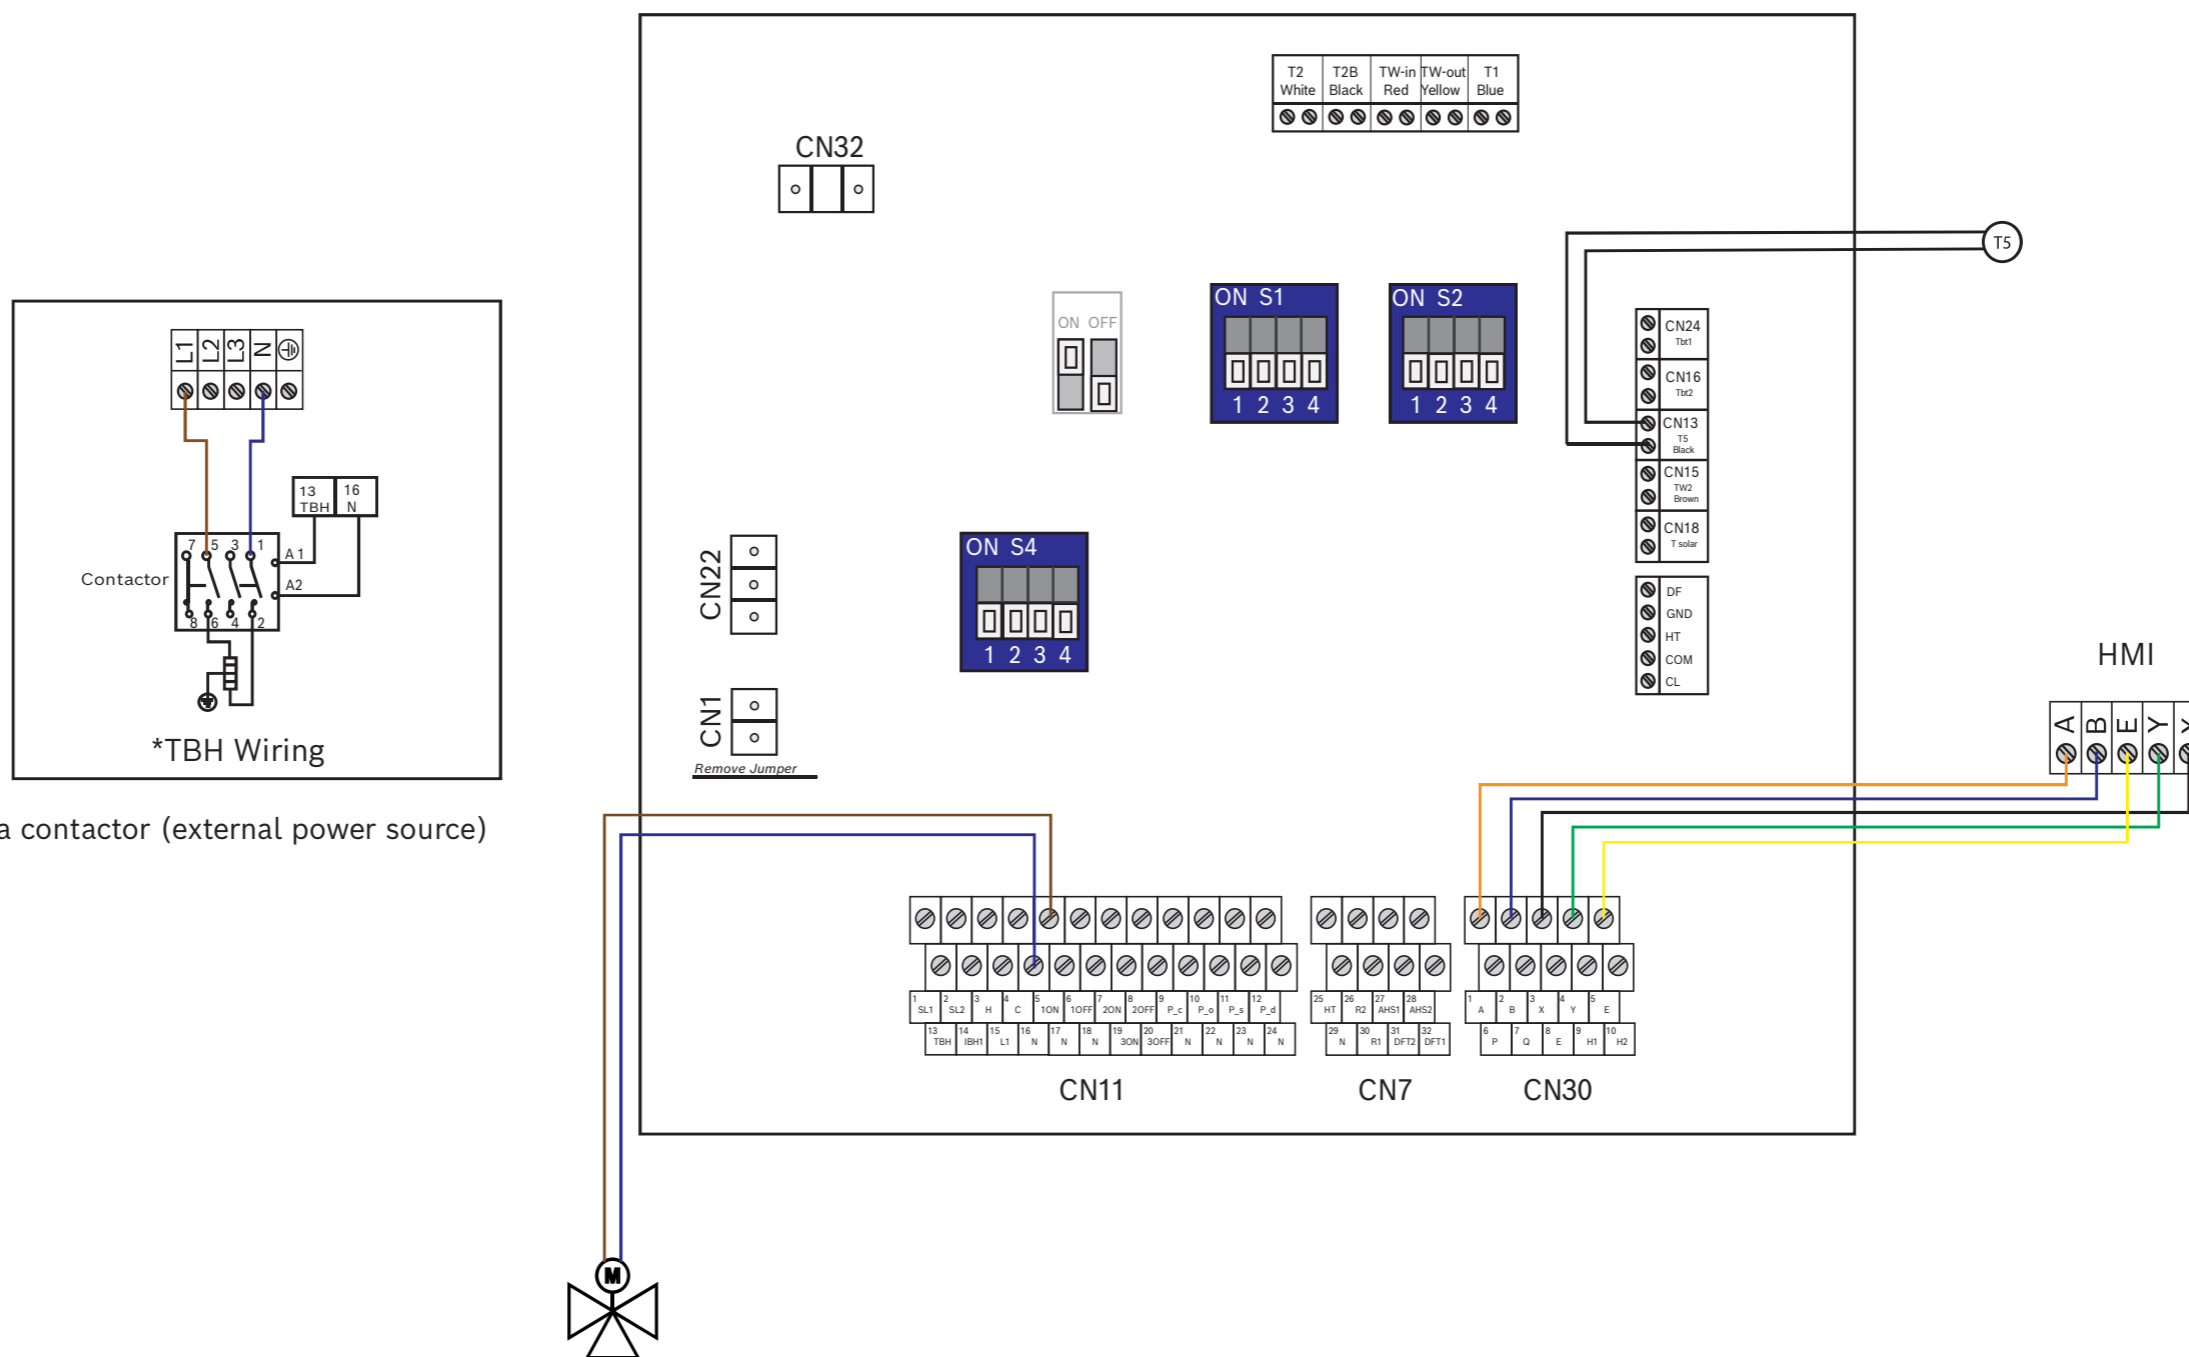 T2 T2B TW-in TW-out T1
White Black Red Yellow Blue
CN32
T5
ON S1
1 2 3 4
ON S2
1 2 3 4
ON OFF
CN24
Tbt1
CN16
Tbt2
CN13
T5
Black
CN15
TW2
Brown
CN18
T solar
L1 L2 L3 N
13 16
TBH N
7 5 3 1
A1
A2
Contactor
8 6 4 2
*TBH Wiring
a contactor (external power source)
CN22
ON S4
1 2 3 4
DF
GND
HT
COM
CL
CN1
Remove Jumper
HMI
A B E Y X
1 2 3 4 5 6 7 8 9 10 11 12
SL1 SL2 H C 1ON 1OFF 2ON 2OFF P_c P_o P_s P_d
13 14 15 16 17 18 19 20 21 22 23 24
TBH IBH1 L1 N N N 3ON 3OFF N N N N
CN11
25 26 27 28
HT R2 AHS1 AHS2
29 30 31 32
N R1 DFT2 DFT1
CN7
1 2 3 4 5
A B X Y E
6 7 8 9 10
P Q E H1 H2
CN30
M